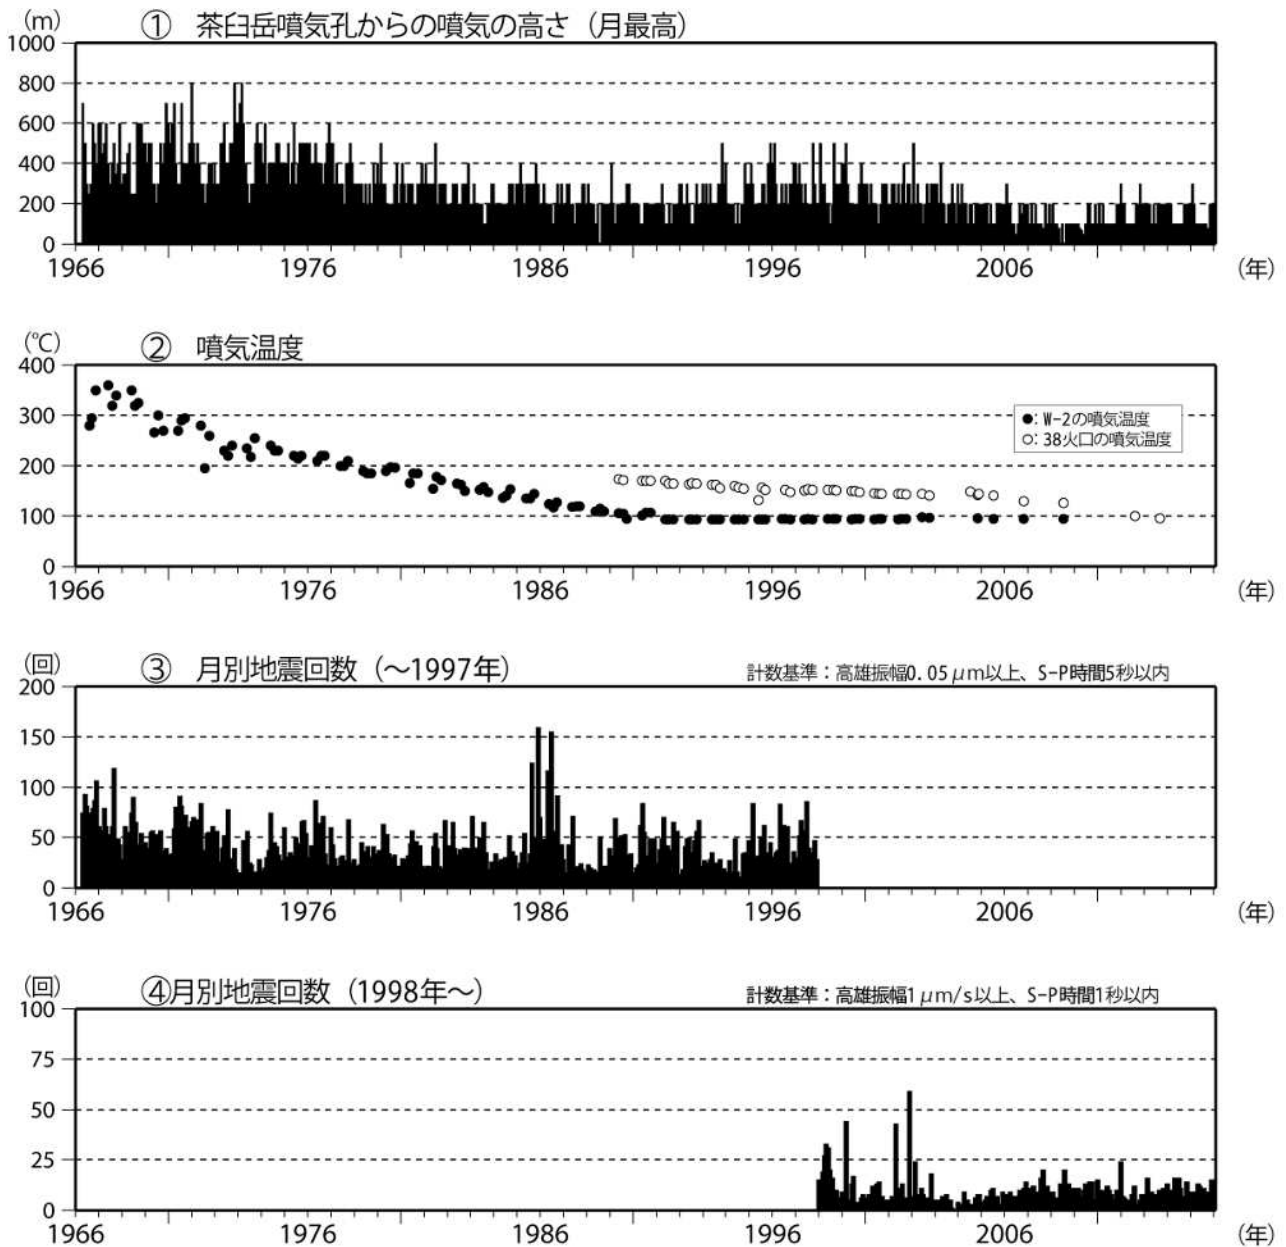 (m) ① 茶臼岳噴気孔からの噴気の高さ（月最高）
1000
800
600
400
200
0
1966 1976 1986 1996 2006 (年)
(℃) ② 噴気温度
400
300
200
100
0
●: W-2の噴気温度
○: 38火口の噴気温度
1966 1976 1986 1996 2006 (年)
(回) ③ 月別地震回数（～1997年） 計数基準：高雄振幅0.05μm以上、S-P時間5秒以内
200
150
100
50
0
1966 1976 1986 1996 2006 (年)
(回) ④月別地震回数（1998年～） 計数基準：高雄振幅1μm/s以上、S-P時間1秒以内
100
75
50
25
0
1966 1976 1986 1996 2006 (年)